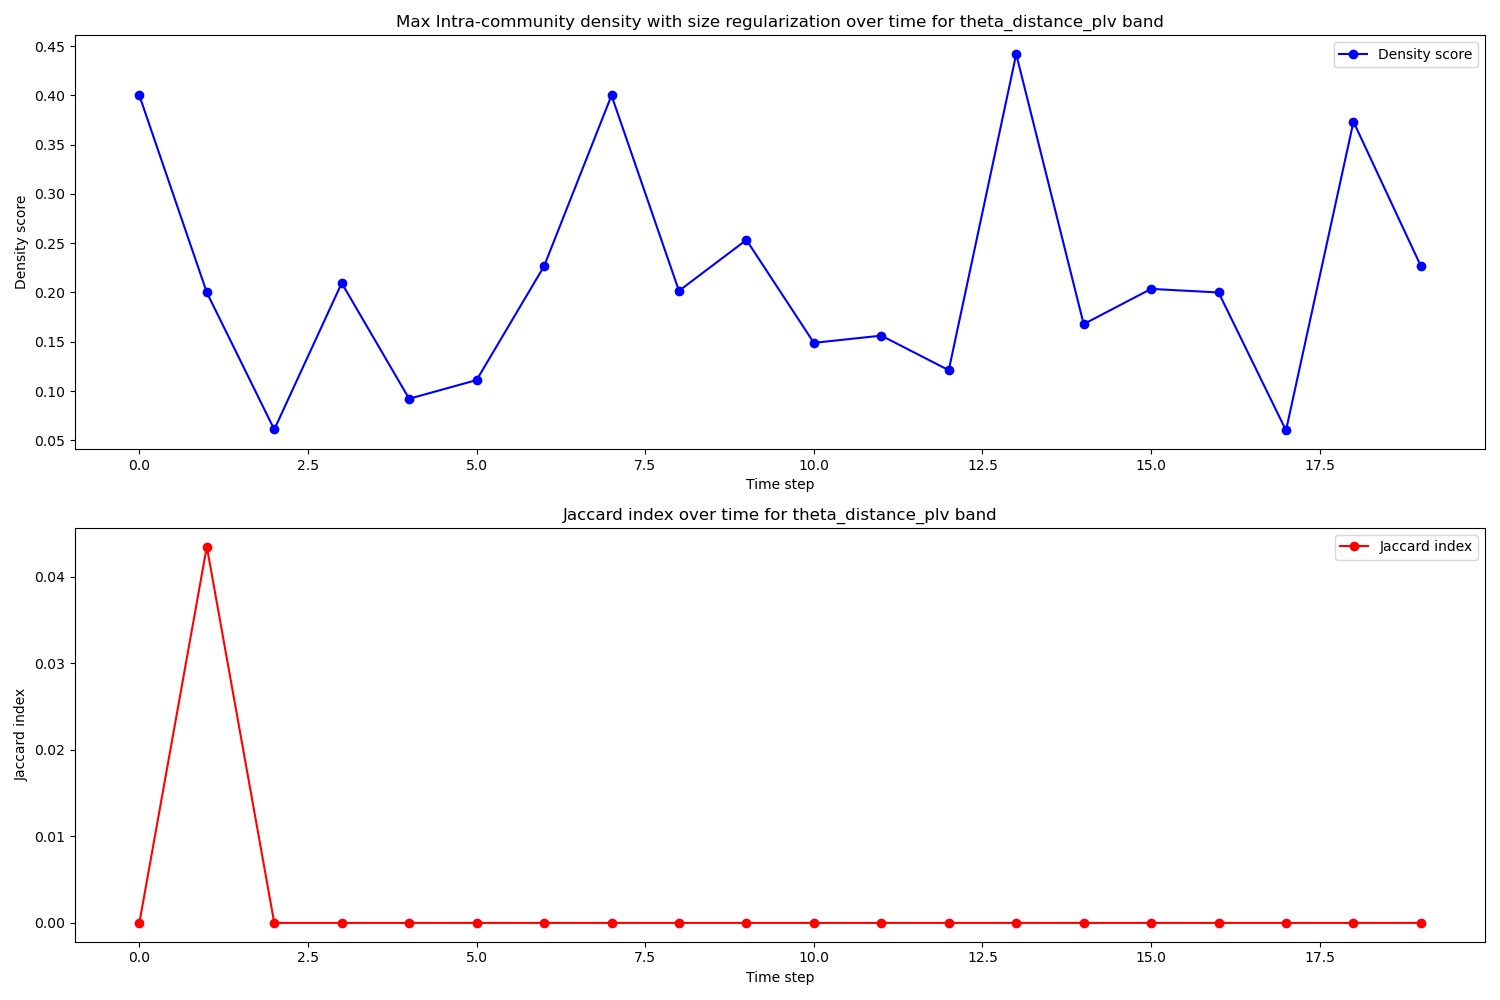 Max Intra-community density with size regularization over time for theta_distance_plv band
Density score
0.45
0.40
0.35
0.30
0.25
0.20
0.15
0.10
0.05
Density score
0.0 2.5 5.0 7.5 10.0 12.5 15.0 17.5
Time step
Jaccard index over time for theta_distance_plv band
Jaccard index
0.04
0.03
0.02
0.01
0.00
Jaccard index
0.0 2.5 5.0 7.5 10.0 12.5 15.0 17.5
Time step